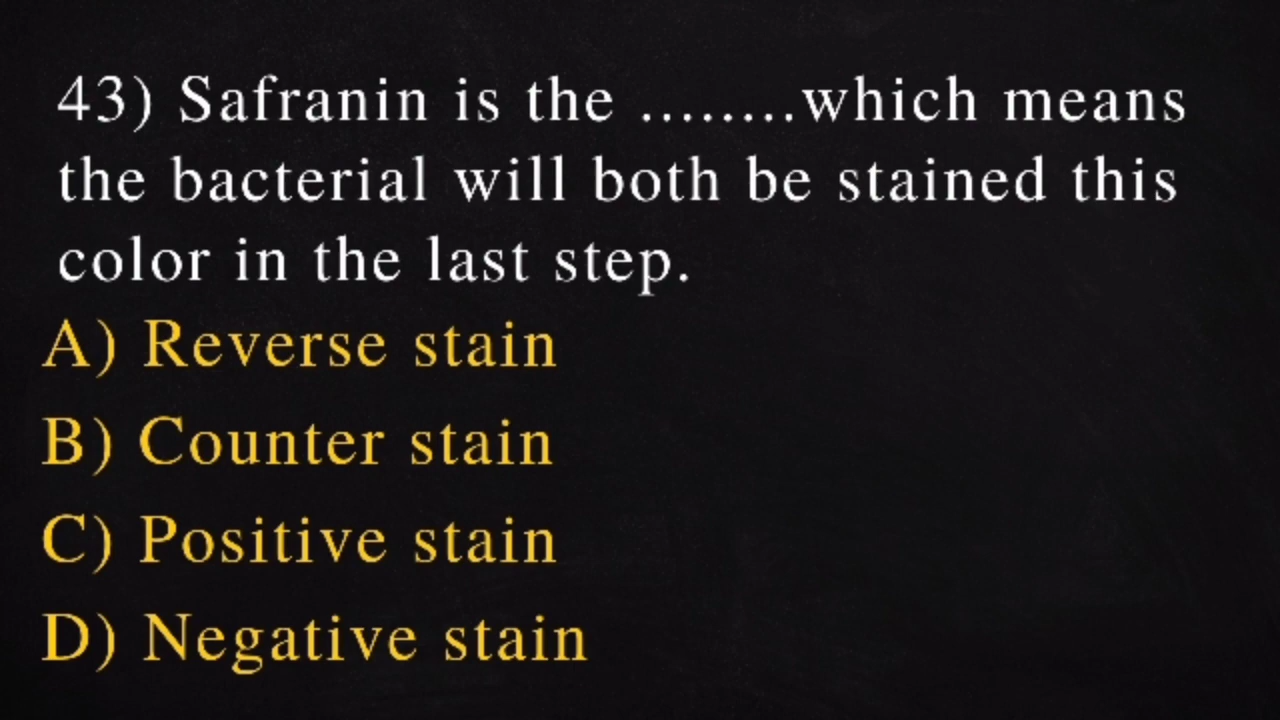 43) Safranin is the ........which means
the bacterial will both be stained this
color in the last step.
A) Reverse stain
B) Counter stain
C) Positive stain
D) Negative stain